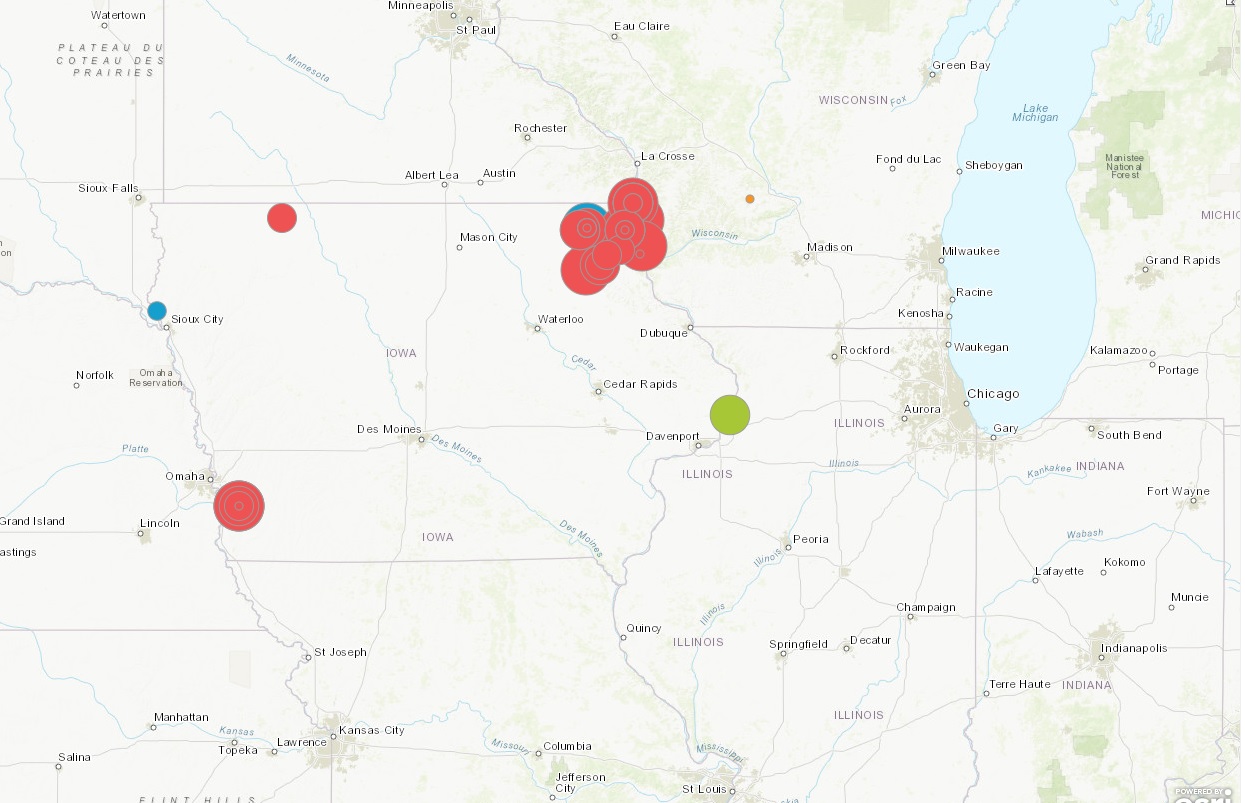 Watertown
Minneapolis
St Paul
Eau Claire
PLATEAU DU
COTEAU DES
PRAIRIES
Minnesota
Green Bay
WISCONSIN
Fox
Lake
Michigan
Rochester
La Crosse
Fond du Lac
Sheboygan
Manistee
National
Forest
Albert Lea
Austin
Sioux Falls
MICHIC
Mason City
Wisconsin
Madison
Milwaukee
Grand Rapids
Racine
Kenosha
Sioux City
Waterloo
Dubuque
Waukegan
Rockford
Kalamazoo
Portage
IOWA
Cedar
Norfolk
Omaha
Reservation
Cedar Rapids
Chicago
Aurora
ILLINOIS
Gary
South Bend
Des Moines
Des Moines
Davenport
Platte
Omaha
ILLINOIS
Illinois
Kankakee
INDIANA
Fort Wayne
Grand Island
Lincoln
Des Moines
IOWA
Peoria
Illinois
Wabash
astings
Lafayette
Kokomo
Muncie
Illinois
Champaign
Quincy
ILLINOIS
Springfield
Decatur
Indianapolis
St Joseph
Terre Haute
INDIANA
Manhattan
Kansas
Topeka
Lawrence
Kansas City
ILLINOIS
Salina
Missouri
Columbia
Mississippi
Jefferson
City
St Louis
FLINT HILLS
POWERED BY
esri